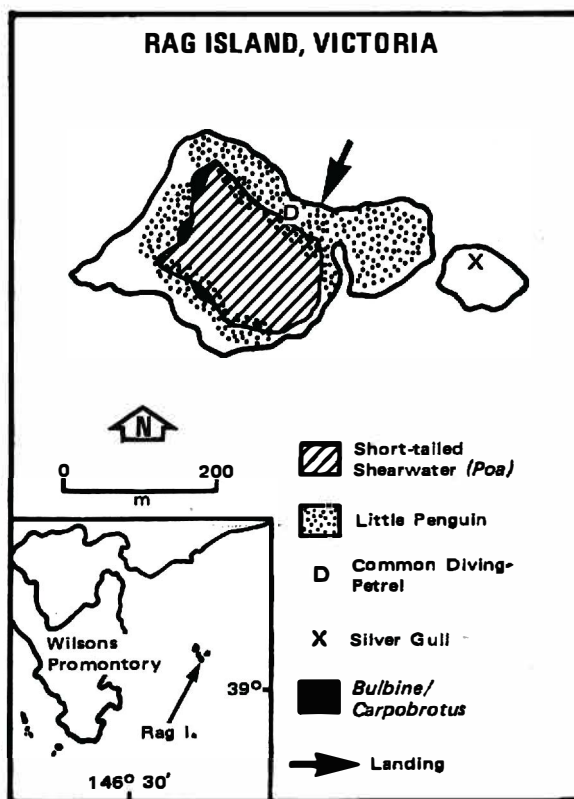 RAG ISLAND, VICTORIA
D
X
N
0 200
m
Short-tailed
Shearwater (Poa)
Little Penguin
D Common Diving-
Petrel
X Silver Gull
Bulbine/
Carpobrotus
Landing
Wilsons
Promontory
39°
Rag I.
146° 30'